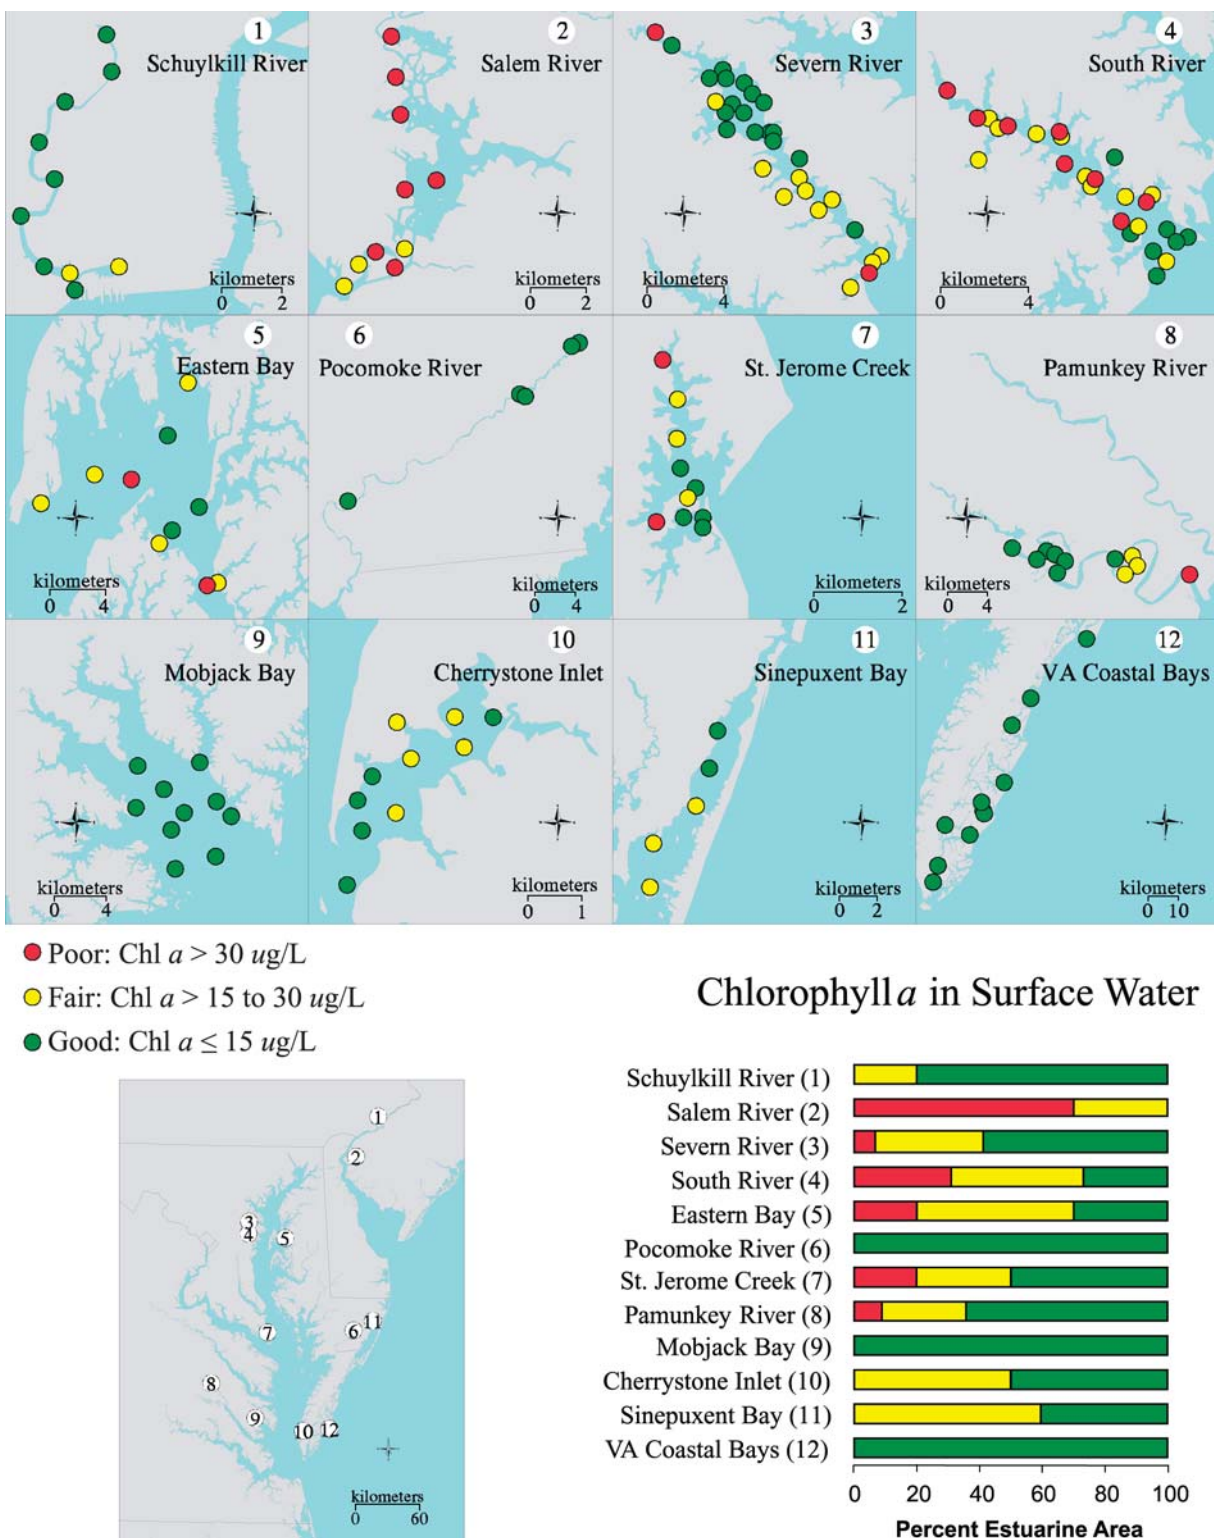 1
Schuylkill River
kilometers
0 2
2
Salem River
kilometers
0 2
3
Severn River
kilometers
0 4
4
South River
kilometers
0 4
5
Eastern Bay
kilometers
0 4
6
Pocomoke River
kilometers
0 4
7
St. Jerome Creek
kilometers
0 2
8
Pamunkey River
kilometers
0 4
9
Mobjack Bay
kilometers
0 4
10
Cherrystone Inlet
kilometers
0 1
11
Sinepuxent Bay
kilometers
0 2
12
VA Coastal Bays
kilometers
0 10
Poor: Chl a > 30 ug/L
Fair: Chl a > 15 to 30 ug/L
Good: Chl a ≤ 15 ug/L
1
2
3
4
5
6
7
8
9
10
11
12
kilometers
0 60
Chlorophyll a in Surface Water
Schuylkill River (1)
Salem River (2)
Severn River (3)
South River (4)
Eastern Bay (5)
Pocomoke River (6)
St. Jerome Creek (7)
Pamunkey River (8)
Mobjack Bay (9)
Cherrystone Inlet (10)
Sinepuxent Bay (11)
VA Coastal Bays (12)
0 20 40 60 80 100
Percent Estuarine Area